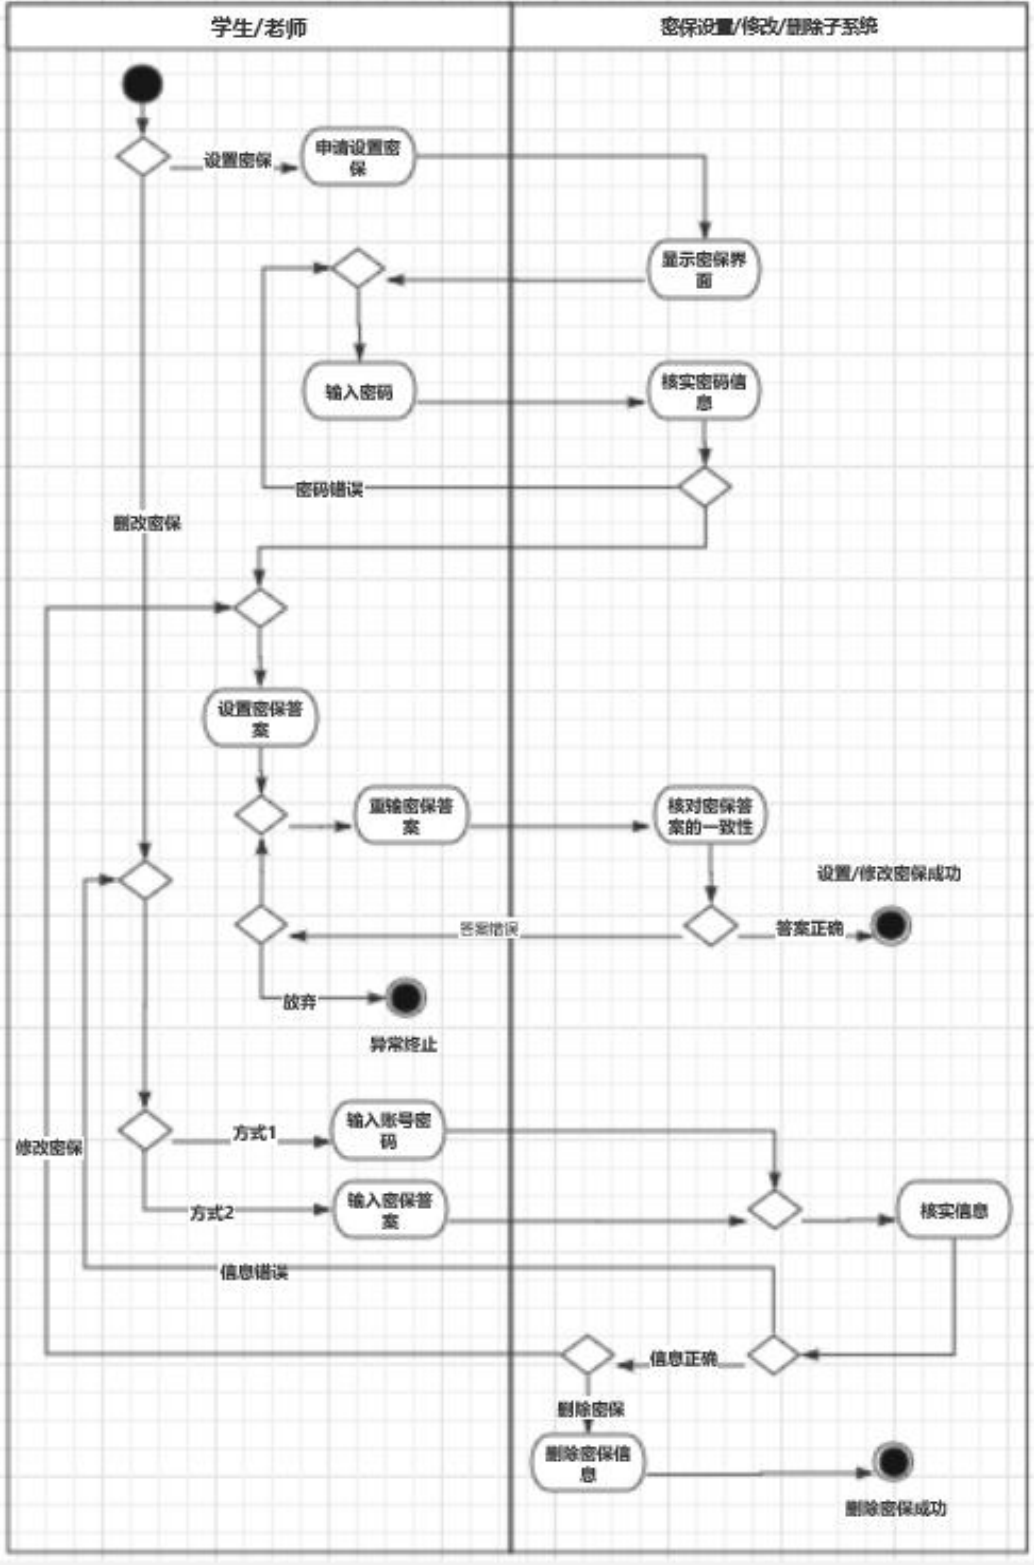 学生/老师
密保设置/修改/删除子系统
设置密保
申请设置密
保
显示密保界
面
输入密码
核实密码信
息
密码错误
删改密保
设置密保答
案
重输密保答
案
核对密保答
案的一致性
设置/修改密保成功
答案错误
答案正确
放弃
异常终止
修改密保
方式1
输入账号密
码
方式2
输入密保答
案
核实信息
信息错误
信息正确
删除密保
删除密保信
息
删除密保成功